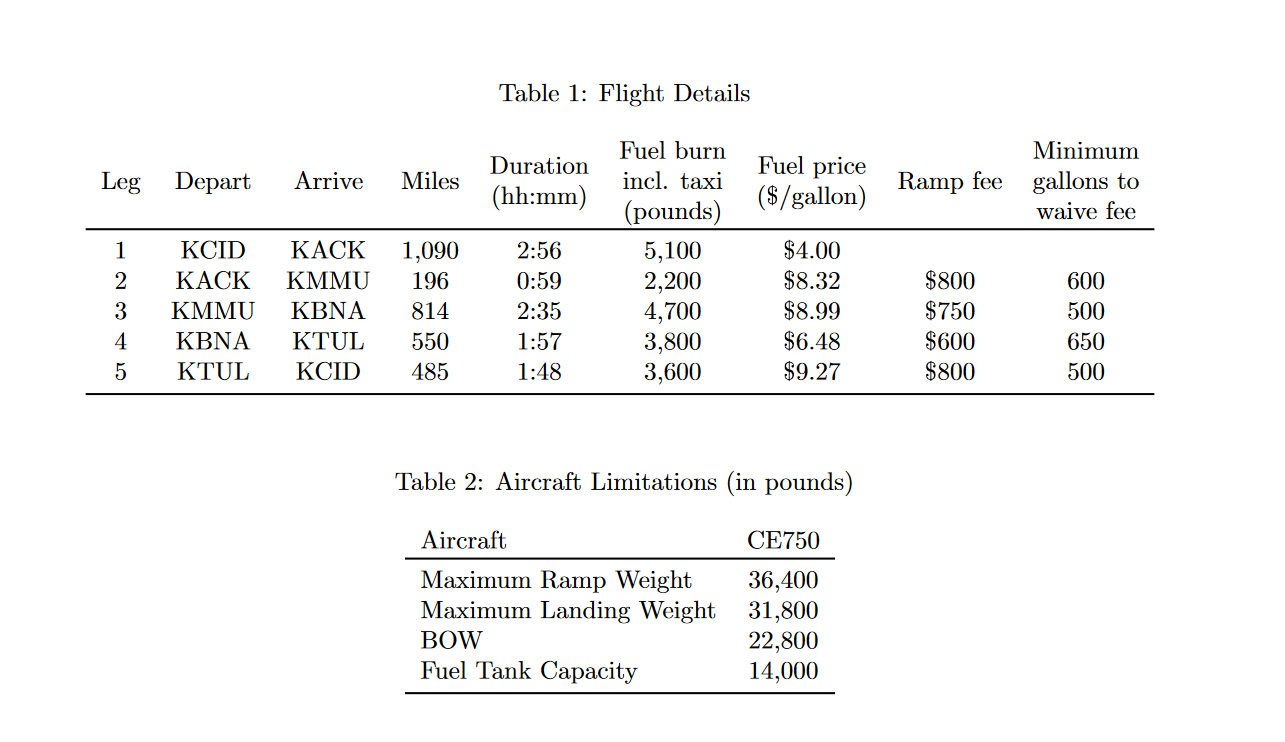 Table 1: Flight Details
Leg Depart Arrive Miles Duration (hh:mm) Fuel burn incl. taxi (pounds) Fuel price ($/gallon) Ramp fee Minimum gallons to waive fee
1 KCID KACK 1,090 2:56 5,100 $4.00
2 KACK KMMU 196 0:59 2,200 $8.32 $800 600
3 KMMU KBNA 814 2:35 4,700 $8.99 $750 500
4 KBNA KTUL 550 1:57 3,800 $6.48 $600 650
5 KTUL KCID 485 1:48 3,600 $9.27 $800 500
Table 2: Aircraft Limitations (in pounds)
Aircraft CE750
Maximum Ramp Weight 36,400
Maximum Landing Weight 31,800
BOW 22,800
Fuel Tank Capacity 14,000